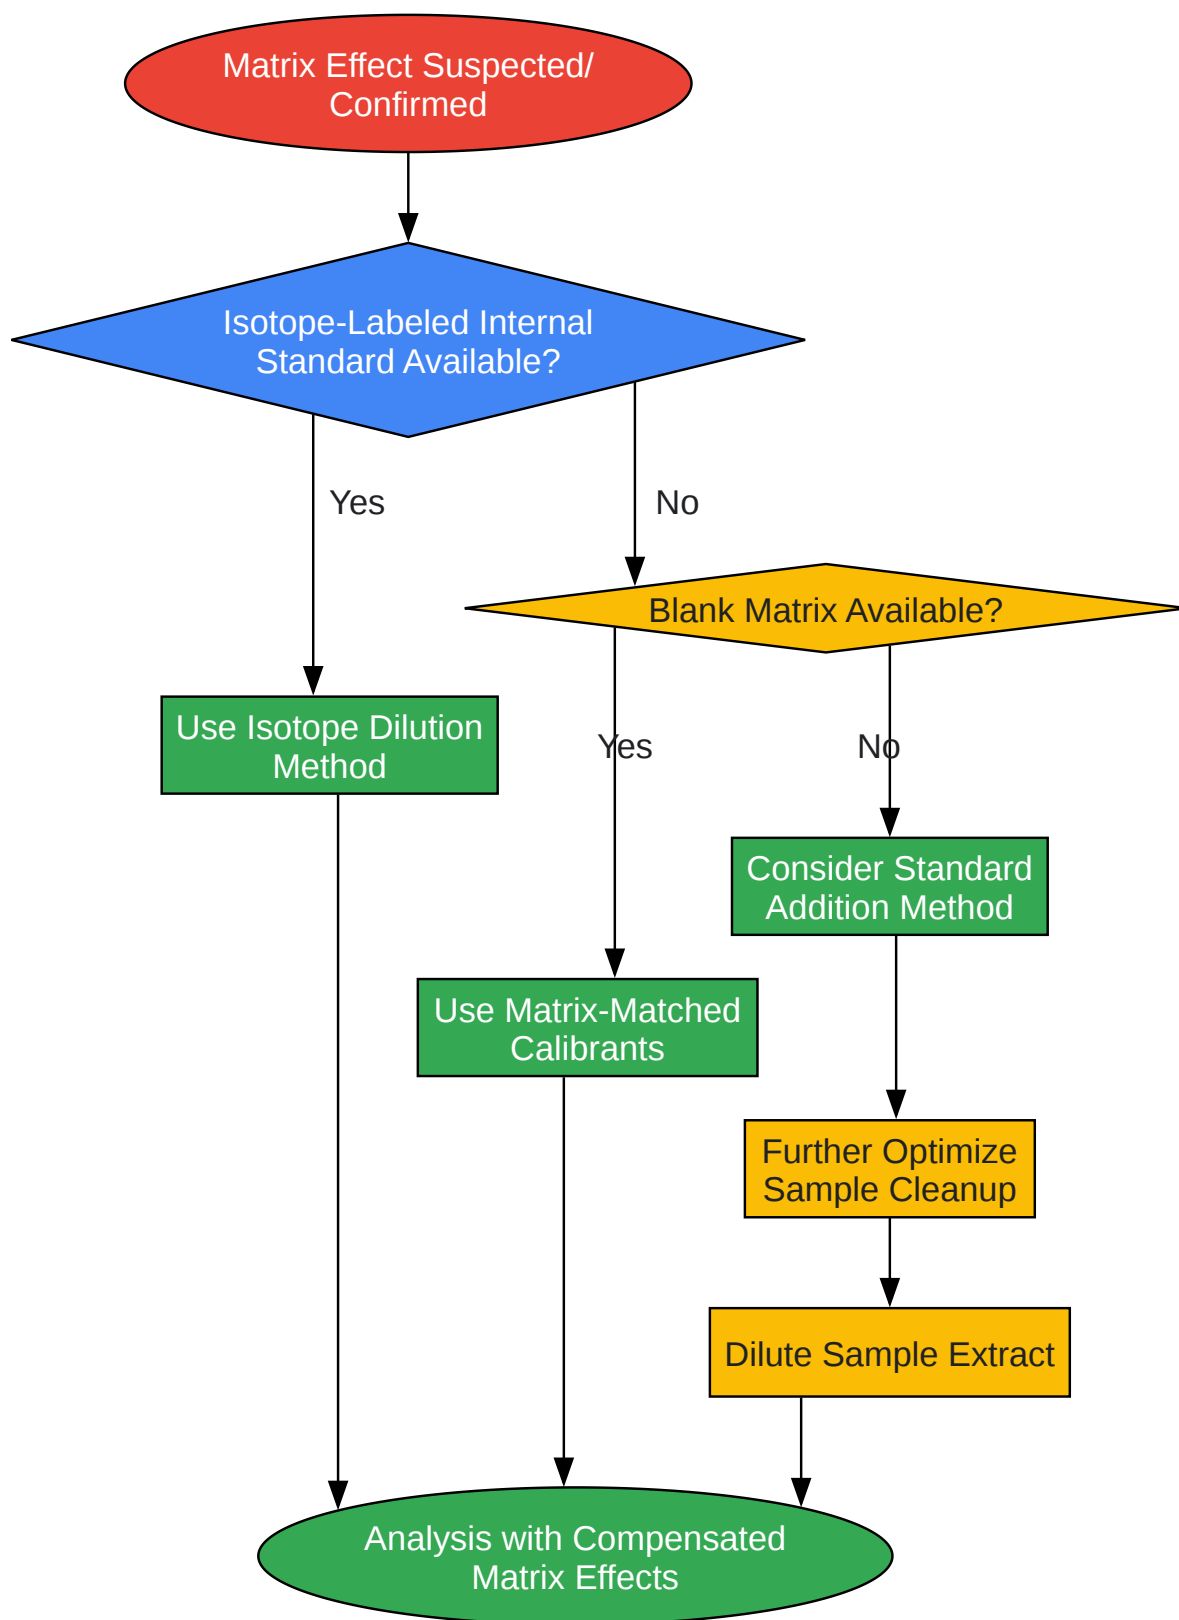 Matrix Effect Suspected/
Confirmed
Isotope-Labeled Internal
Standard Available?
Yes
No
Blank Matrix Available?
Use Isotope Dilution
Method
Yes
No
Consider Standard
Addition Method
Use Matrix-Matched
Calibrants
Further Optimize
Sample Cleanup
Dilute Sample Extract
Analysis with Compensated
Matrix Effects